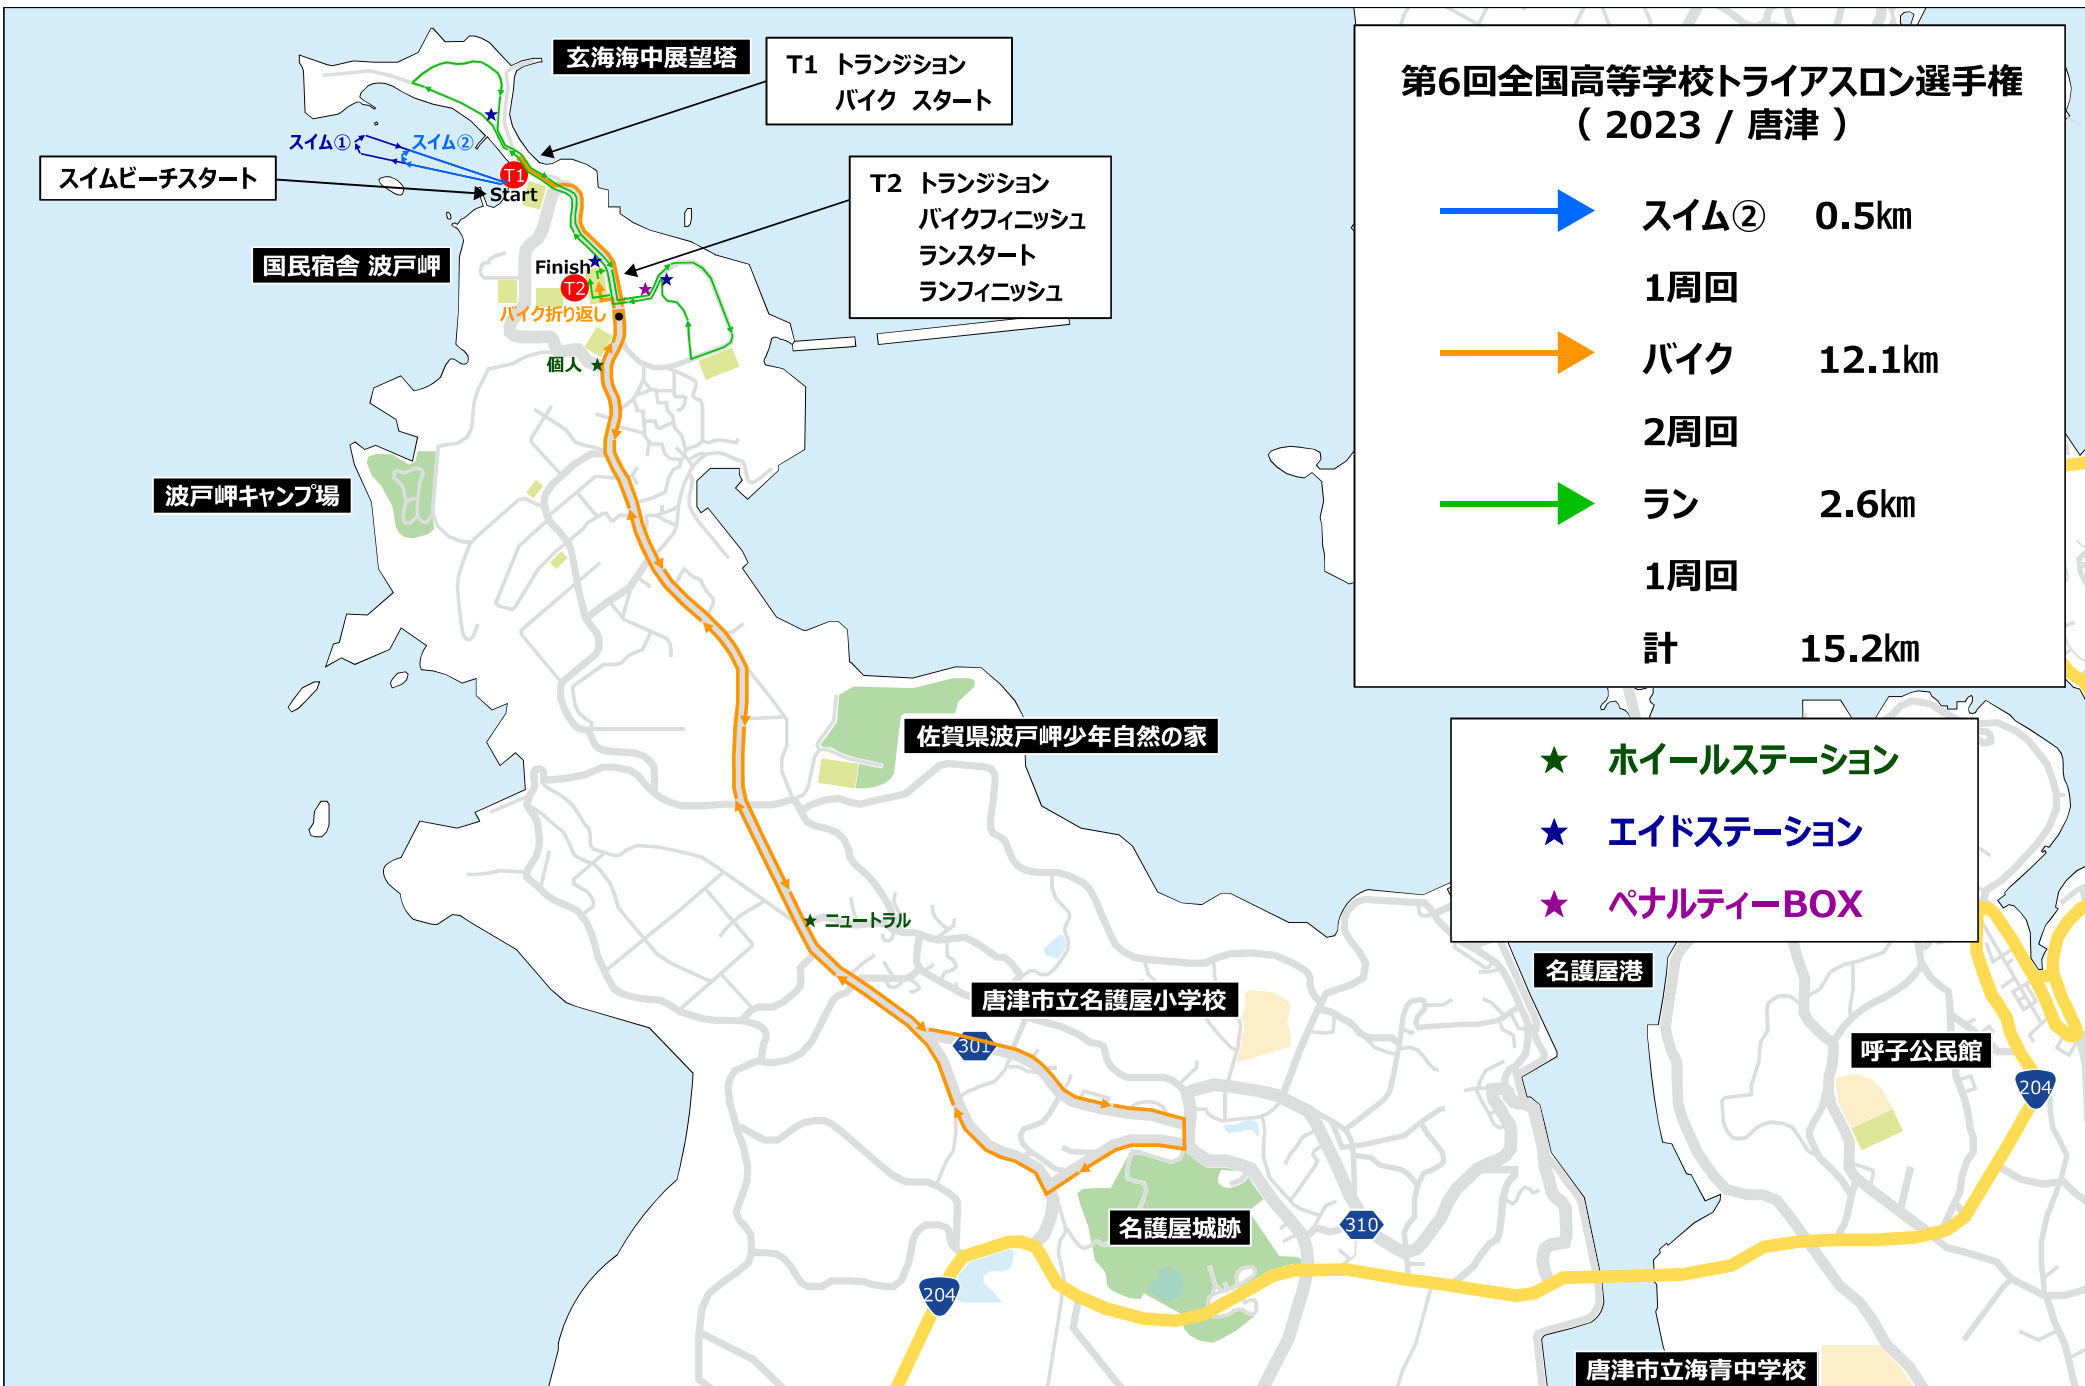 玄海海中展望塔
T1 トランジション
バイク スタート
第6回全国高等学校トライアスロン選手権
( 2023 / 唐津 )
スイム①
スイム②
スイムビーチスタート
T1
Start
T2 トランジション
バイクフィニッシュ
ランスタート
ランフィニッシュ
スイム② 0.5㎞
1周回
バイク 12.1㎞
2周回
ラン 2.6㎞
1周回
計 15.2㎞
国民宿舎 波戸岬
Finish
T2
バイク折り返し
個人
波戸岬キャンプ場
佐賀県波戸岬少年自然の家
ホイールステーション
エイドステーション
ペナルティーBOX
ニュートラル
名護屋港
唐津市立名護屋小学校
301
呼子公民館
204
名護屋城跡
310
204
唐津市立海青中学校